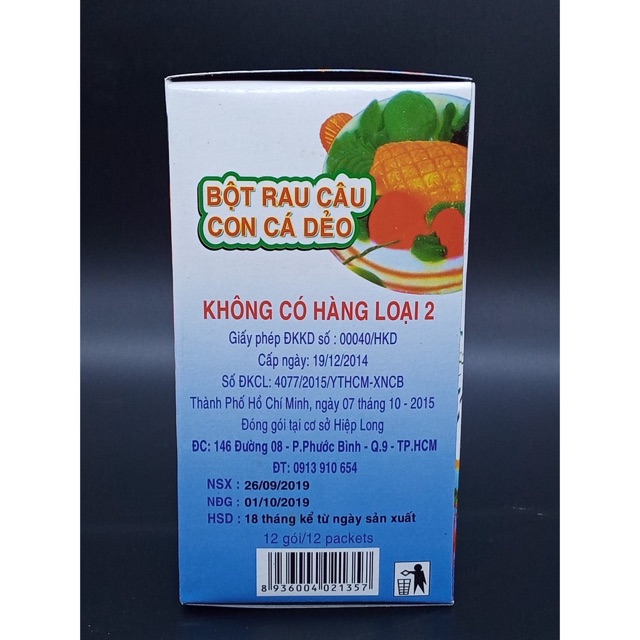 BỘT RAU CÂU
CON CÁ DẺO
KHÔNG CÓ HÀNG LOẠI 2
Giấy phép ĐKKD số : 00040/HKD
Cấp ngày: 19/12/2014
Số ĐKCL: 4077/2015/YTHCM-XNCB
Thành Phố Hồ Chí Minh, ngày 07 tháng 10 - 2015
Đóng gói tại cơ sở Hiệp Long
ĐC: 146 Đường 08 - P.Phước Bình - Q.9 - TP.HCM
ĐT: 0913 910 654
NSX : 26/09/2019
NĐG : 01/10/2019
HSD : 18 tháng kể từ ngày sản xuất
12 gói/12 packets
8 936004 021357